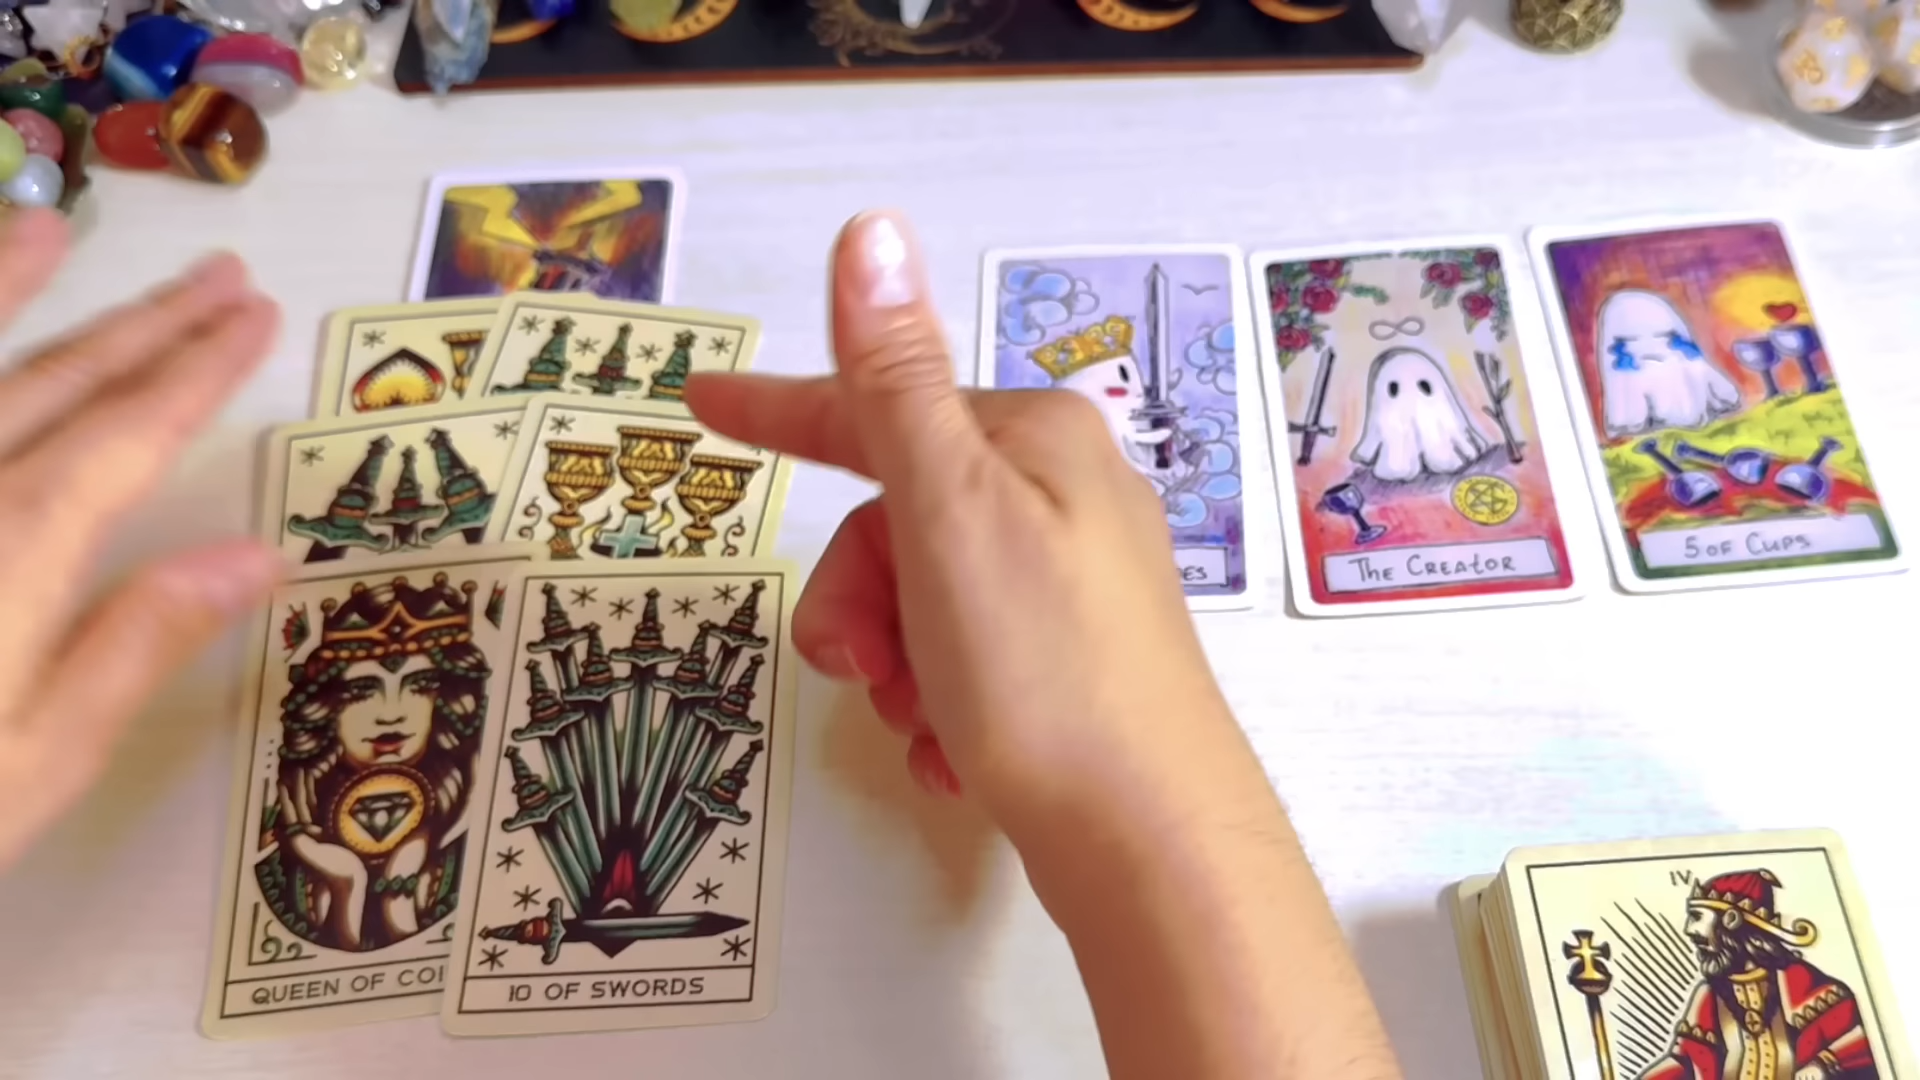 The Creator
5 of Cups
IV
QUEEN OF COI
10 OF SWORDS